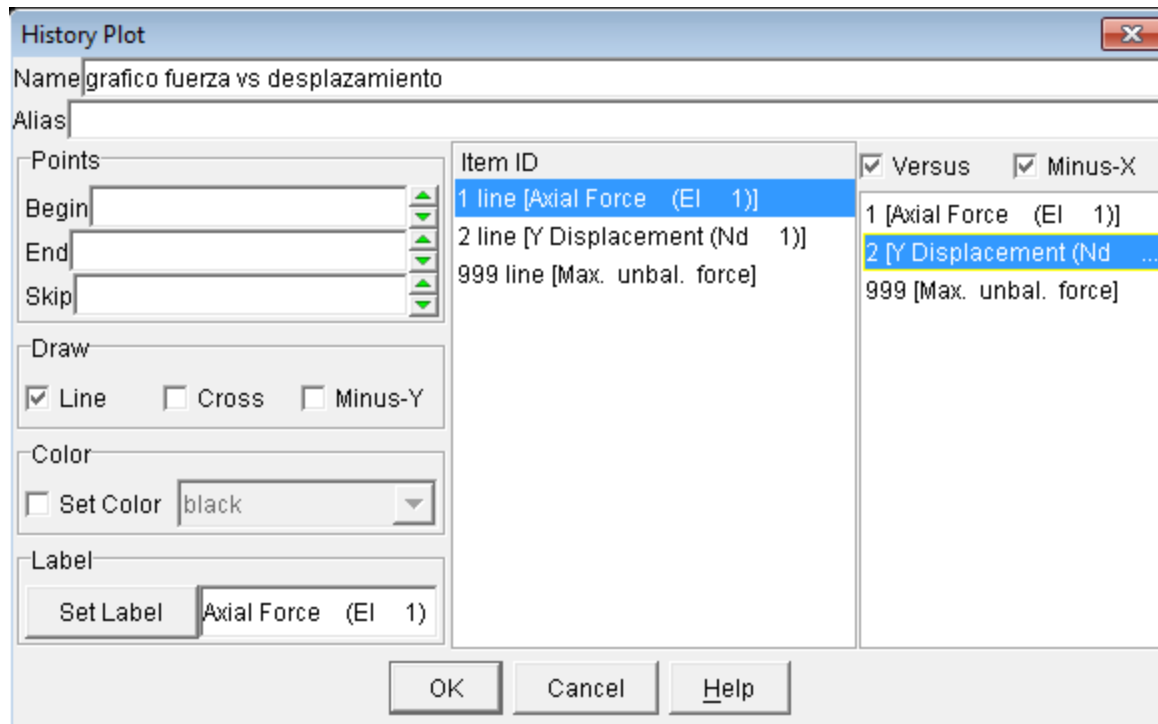 History Plot
Name grafico fuerza vs desplazamiento
Alias
Points
Begin
End
Skip
Draw
Line Cross Minus-Y
Color
Set Color black
Label
Set Label Axial Force (El 1)
Item ID
1 line [Axial Force (El 1)]
2 line [Y Displacement (Nd 1)]
999 line [Max. unbal. force]
Versus Minus-X
1 [Axial Force (El 1)]
2 [Y Displacement (Nd ...
999 [Max. unbal. force]
OK Cancel Help